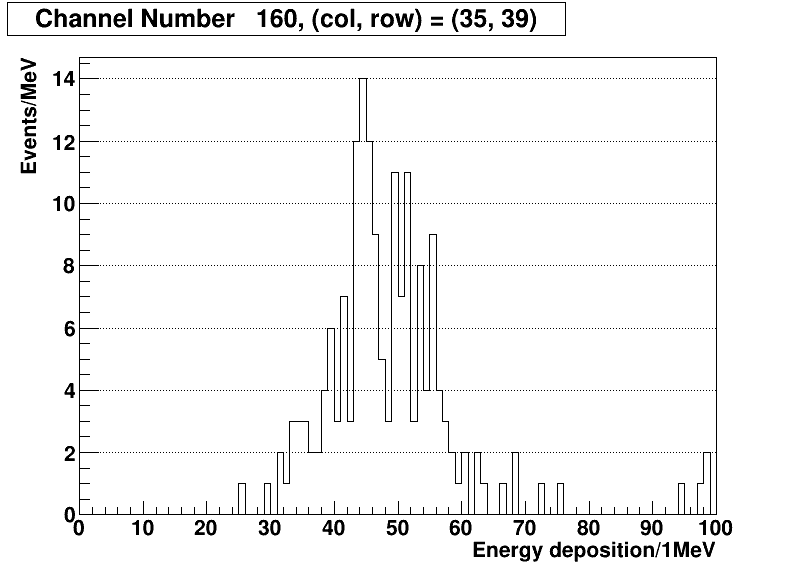 Channel Number 160, (col, row) = (35, 39)
Events/MeV
14
12
10
8
6
4
2
0
0 10 20 30 40 50 60 70 80 90 100
Energy deposition/1MeV